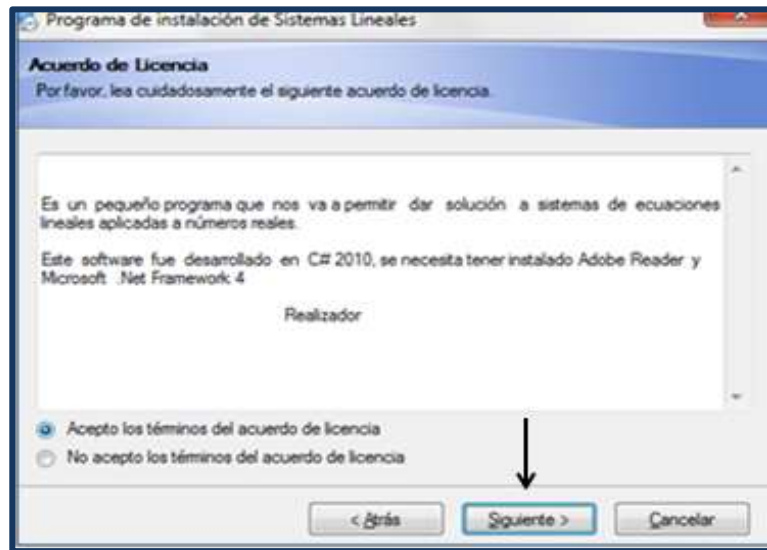 Programa de instalación de Sistemas Lineales
Acuerdo de Licencia
Por favor, lea cuidadosamente el siguiente acuerdo de licencia.
Es un pequeño programa que nos va a permitir dar solución a sistemas de ecuaciones
lineales aplicadas a números reales.
Este software fue desarrollado en C# 2010, se necesita tener instalado Adobe Reader y
Microsoft .Net Framework 4
Realizador
Acepto los términos del acuerdo de licencia
No acepto los términos del acuerdo de licencia
< Atrás
Siguiente >
Cancelar